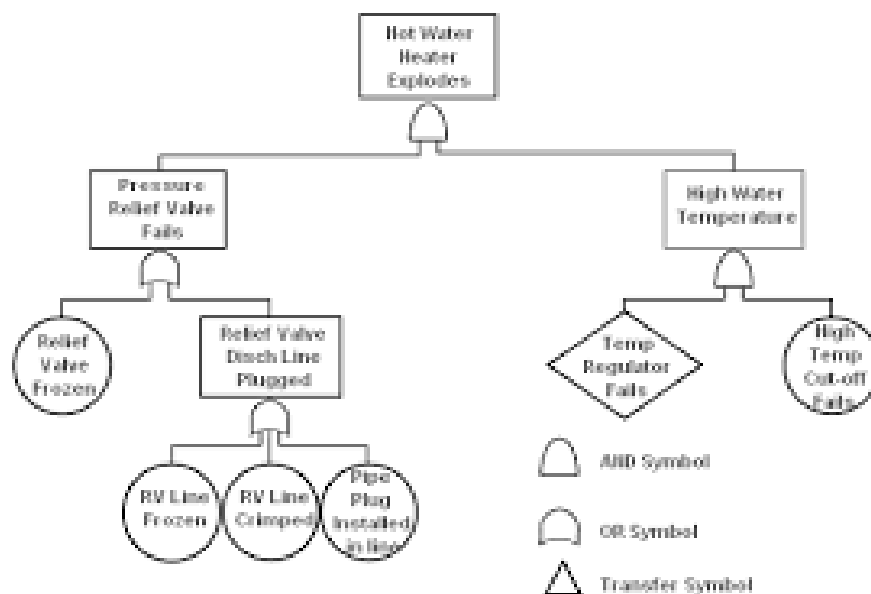 Hot Water
Heater
Explodes
Pressure
Relief Valve
Fails
High Water
Temperature
Relief
Valve
Frozen
Relief Valve
Disch Line
Plugged
Temp
Regulator
Fails
High
Temp
Cut-off
Fails
RV Line
Frozen
RV Line
Crimped
Pipe
Plug
Installed
in line
AND Symbol
OR Symbol
Transfer Symbol